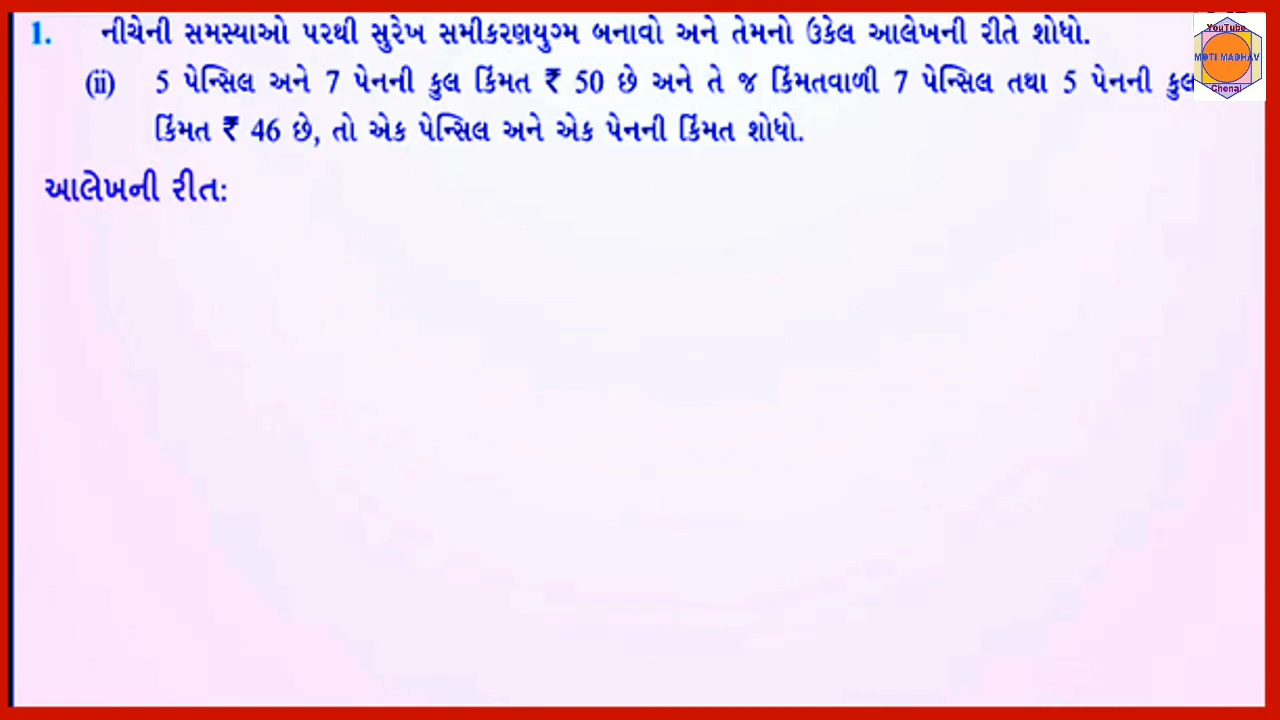 1. નીચેની સમસ્યાઓ પરથી સુરેખ સમીકરણયુગ્મ બનાવો અને તેમનો ઉકેલ આલેખની રીતે શોધો.
(ii) 5 પેન્સિલ અને 7 પેનની કુલ કિંમત ₹ 50 છે અને તે જ કિંમતવાળી 7 પેન્સિલ તથા 5 પેનની કુલ
કિંમત ₹ 46 છે, તો એક પેન્સિલ અને એક પેનની કિંમત શોધો.
આલેખની રીત:
YouTube
MOTI MADHAV
Chenal